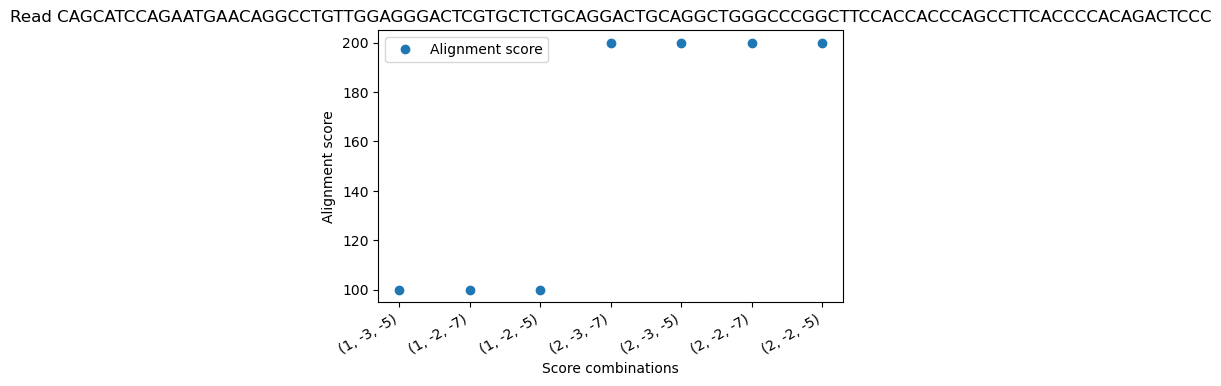 Read CAGCATCCAGAATGAACAGGCCTGTTGGAGGGACTCGTGCTCTGCAGGACTGCAGGCTGGGCCCGGCTTCCACCACCCAGCCTTCACCCCACAGACTCCC
Alignment score
200
180
160
140
120
100
Alignment score
(1, -3, -5)
(1, -2, -7)
(1, -2, -5)
(2, -3, -7)
(2, -3, -5)
(2, -2, -7)
(2, -2, -5)
Score combinations